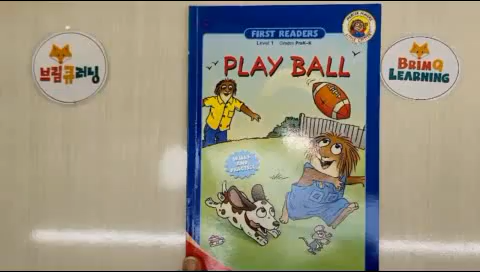 FIRST READERS
Level 1 Grades PreK-K
PLAY BALL
브림큐
러닝
BRIMQ
LEARNING